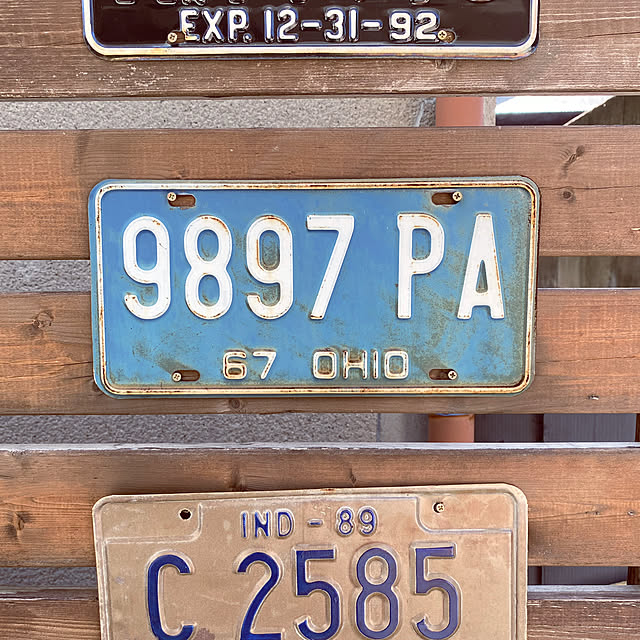 EXP. 12-31-92
9897 PA
67 OHIO
IND - 89
C 2585